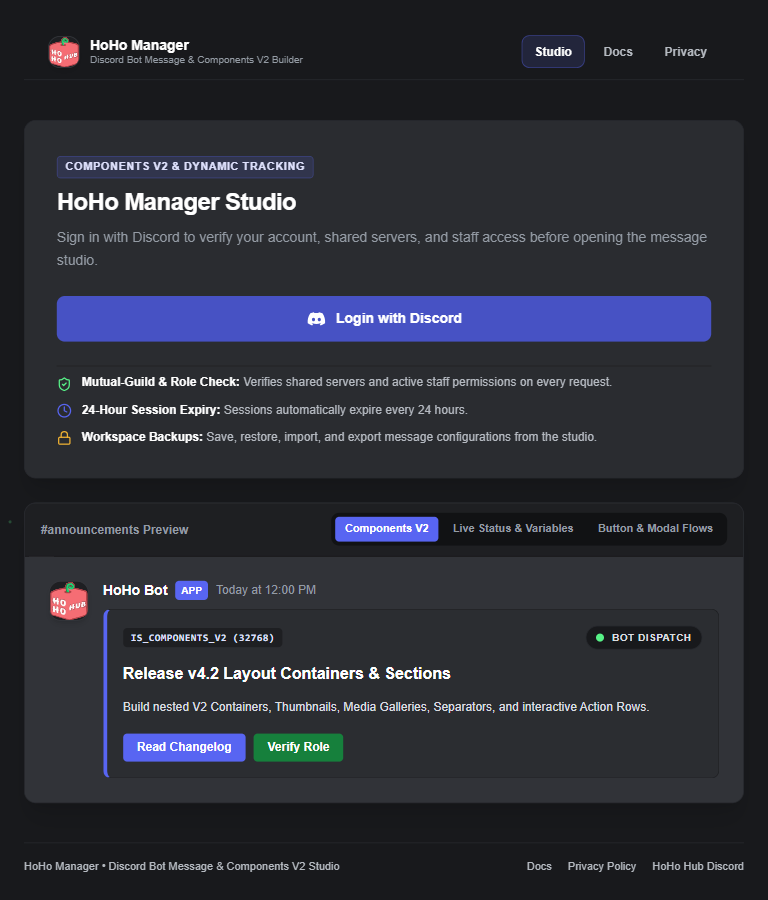 HO HO HUB
HoHo Manager
Discord Bot Message & Components V2 Builder
Studio
Docs
Privacy
COMPONENTS V2 & DYNAMIC TRACKING
HoHo Manager Studio
Sign in with Discord to verify your account, shared servers, and staff access before opening the message
studio.
Login with Discord
Mutual-Guild & Role Check: Verifies shared servers and active staff permissions on every request.
24-Hour Session Expiry: Sessions automatically expire every 24 hours.
Workspace Backups: Save, restore, import, and export message configurations from the studio.
#announcements Preview
Components V2
Live Status & Variables
Button & Modal Flows
HO HO HUB
HoHo Bot APP Today at 12:00 PM
IS_COMPONENTS_V2 (32768)
BOT DISPATCH
Release v4.2 Layout Containers & Sections
Build nested V2 Containers, Thumbnails, Media Galleries, Separators, and interactive Action Rows.
Read Changelog
Verify Role
HoHo Manager • Discord Bot Message & Components V2 Studio
Docs
Privacy Policy
HoHo Hub Discord